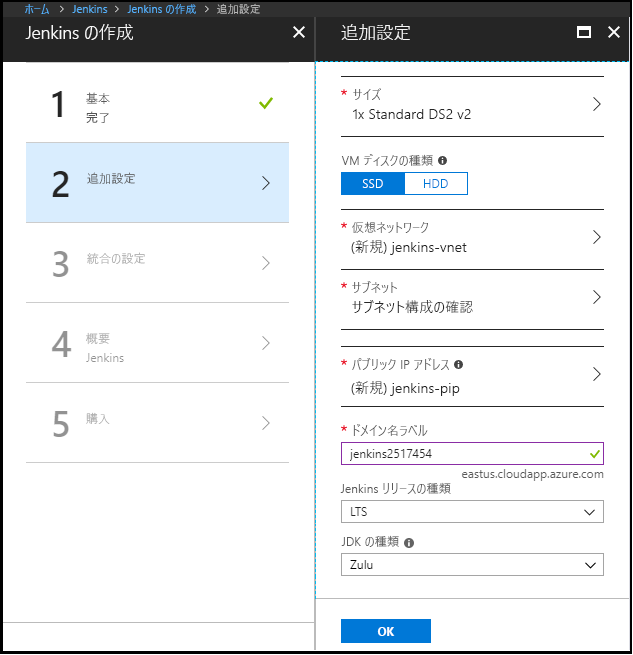 ホーム > Jenkins > Jenkins の作成 > 追加設定
Jenkins の作成
1
基本
完了
2
追加設定
3
統合の設定
4
概要
Jenkins
5
購入
追加設定
* サイズ
1x Standard DS2 v2
VM ディスクの種類
SSD HDD
* 仮想ネットワーク
(新規) jenkins-vnet
* サブネット
サブネット構成の確認
* パブリック IP アドレス
(新規) jenkins-pip
* ドメイン名ラベル
jenkins2517454
eastus.cloudapp.azure.com
Jenkins リリースの種類
LTS
JDK の種類
Zulu
OK